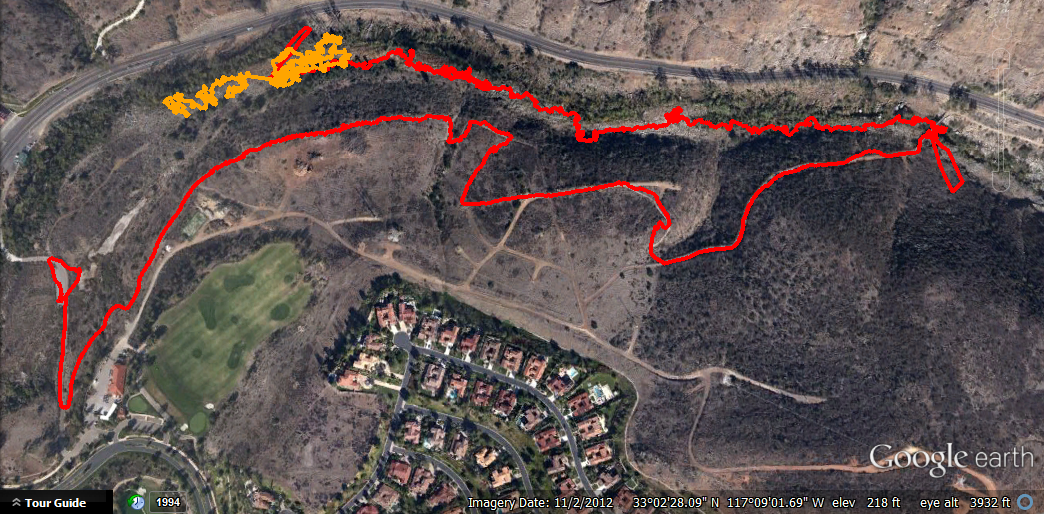 Google earth
Tour Guide
1994
Imagery Date: 11/2/2012 33°02'28.09" N 117°09'01.69" W elev 218 ft eye alt 3932 ft